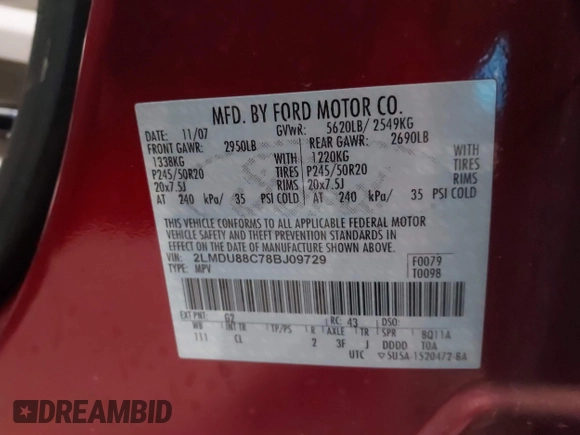 MFD. BY FORD MOTOR CO.
DATE: 11/07 GVWR: 5620LB/ 2549KG
FRONT GAWR: 2950LB REAR GAWR: 2690LB
1338KG WITH 1220KG WITH
P245/50R20 TIRES P245/50R20 TIRES
20x7.5J RIMS 20x7.5J RIMS
AT 240 kPa/ 35 PSI COLD AT 240 kPa/ 35 PSI COLD
THIS VEHICLE CONFORMS TO ALL APPLICABLE FEDERAL MOTOR
VEHICLE SAFETY AND THEFT PREVENTION STANDARDS IN
EFFECT ON THE DATE OF MANUFACTURE SHOWN ABOVE.
VIN: 2LMDU88C78BJ09729 F0079
TYPE: MPV T0098
EXT PNT: G2 RC: 43 DSO:
WB INT TR TP/PS R AXLE TR SPR BQ11A
111 CL 2 3F J DDDD TOA
UTC ▽5U5A-1520472-BA
DREAMBID